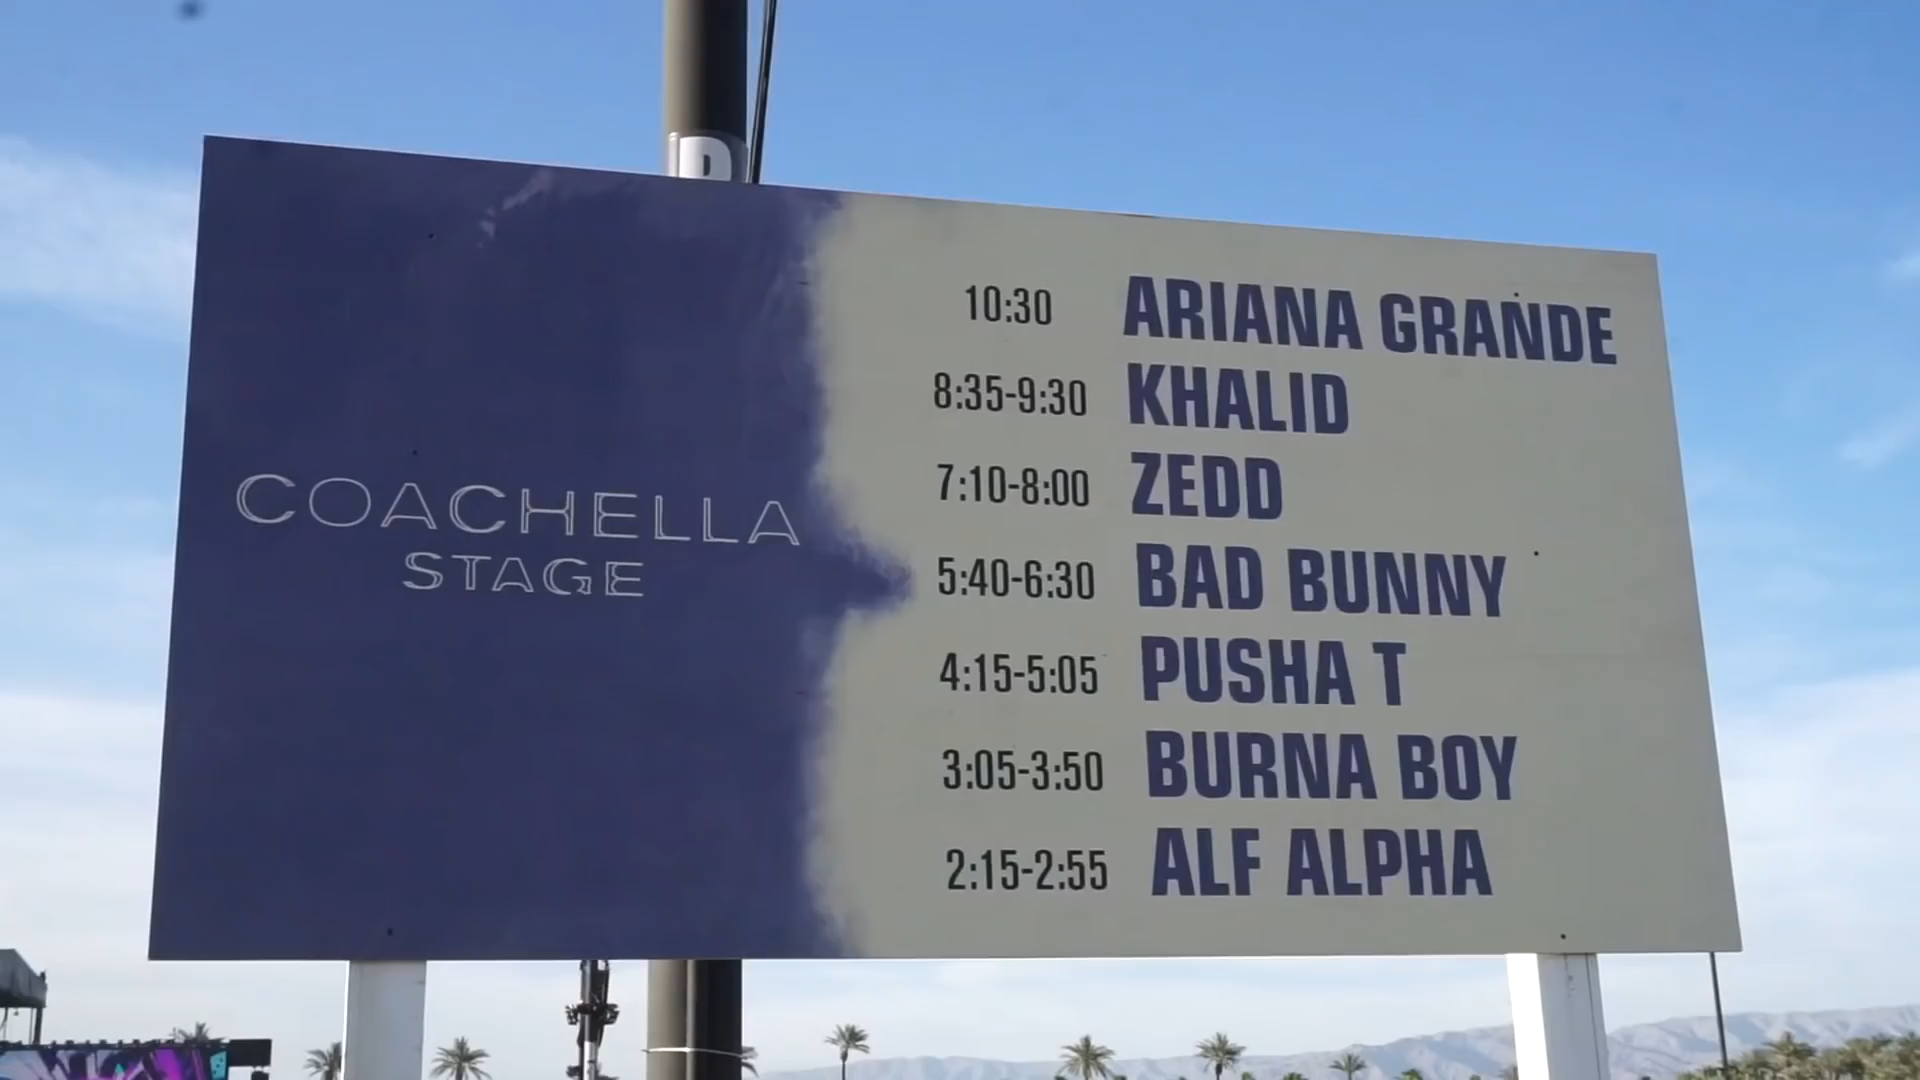 COACHELLA
STAGE
10:30 ARIANA GRANDE
8:35-9:30 KHALID
7:10-8:00 ZEDD
5:40-6:30 BAD BUNNY
4:15-5:05 PUSHA T
3:05-3:50 BURNA BOY
2:15-2:55 ALF ALPHA